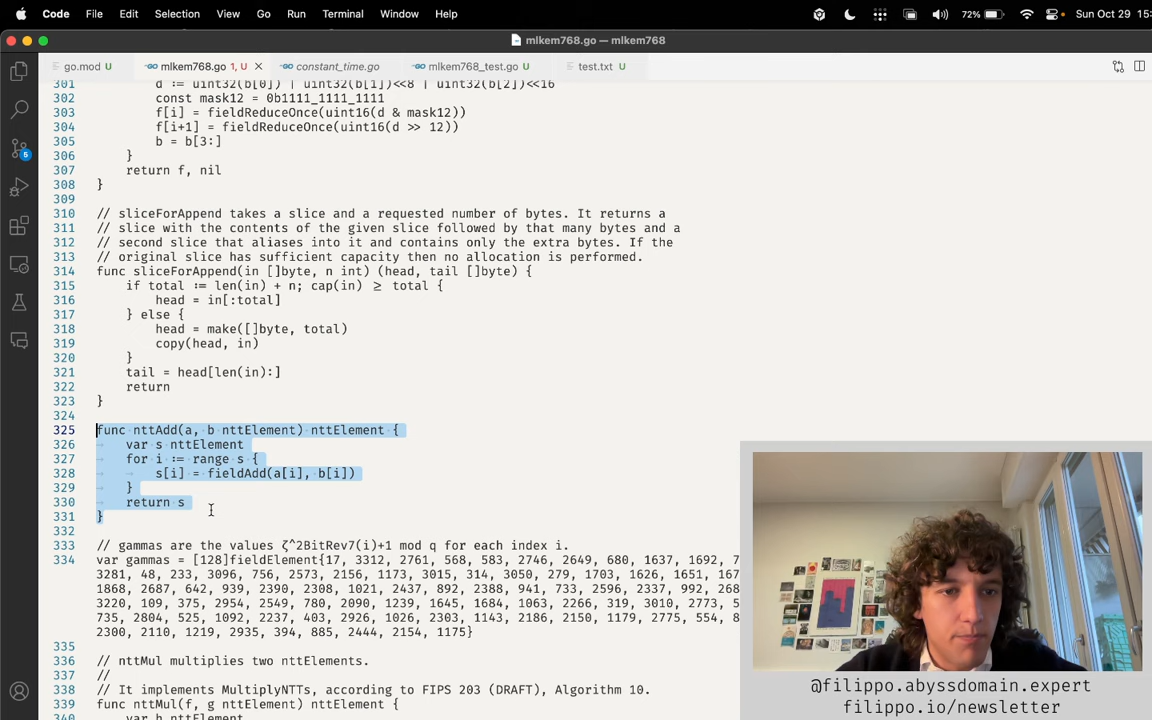 Code File Edit Selection View Go Run Terminal Window Help 72% Sun Oct 29 15:
mlkem768.go — mlkem768
go.mod U mlkem768.go 1, U constant_time.go mlkem768_test.go U test.txt U
301 d := uint32(b[0]) | uint32(b[1])<<8 | uint32(b[2])<<16
302 const mask12 = 0b1111_1111_1111
303 f[i] = fieldReduceOnce(uint16(d & mask12))
304 f[i+1] = fieldReduceOnce(uint16(d >> 12))
305 b = b[3:]
306 }
307 return f, nil
308 }
309
310 // sliceForAppend takes a slice and a requested number of bytes. It returns a
311 // slice with the contents of the given slice followed by that many bytes and a
312 // second slice that aliases into it and contains only the extra bytes. If the
313 // original slice has sufficient capacity then no allocation is performed.
314 func sliceForAppend(in []byte, n int) (head, tail []byte) {
315 if total := len(in) + n; cap(in) ≥ total {
316 head = in[:total]
317 } else {
318 head = make([]byte, total)
319 copy(head, in)
320 }
321 tail = head[len(in):]
322 return
323 }
324
325 func nttAdd(a, b nttElement) nttElement {
326 var s nttElement
327 for i := range s {
328 s[i] = fieldAdd(a[i], b[i])
329 }
330 return s
331 }
332
333 // gammas are the values ζ^2BitRev7(i)+1 mod q for each index i.
334 var gammas = [128]fieldElement{17, 3312, 2761, 568, 583, 2746, 2649, 680, 1637, 1692, 7
3281, 48, 233, 3096, 756, 2573, 2156, 1173, 3015, 314, 3050, 279, 1703, 1626, 1651, 167
1868, 2687, 642, 939, 2390, 2308, 1021, 2437, 892, 2388, 941, 733, 2596, 2337, 992, 268
3220, 109, 375, 2954, 2549, 780, 2090, 1239, 1645, 1684, 1063, 2266, 319, 3010, 2773, 5
735, 2804, 525, 1092, 2237, 403, 2926, 1026, 2303, 1143, 2186, 2150, 1179, 2775, 554, 8
2300, 2110, 1219, 2935, 394, 885, 2444, 2154, 1175}
335
336 // nttMul multiplies two nttElements.
337 //
338 // It implements MultiplyNTTs, according to FIPS 203 (DRAFT), Algorithm 10.
339 func nttMul(f, g nttElement) nttElement {
340 var h nttElement
5
@filippo.abyssdomain.expert
filippo.io/newsletter